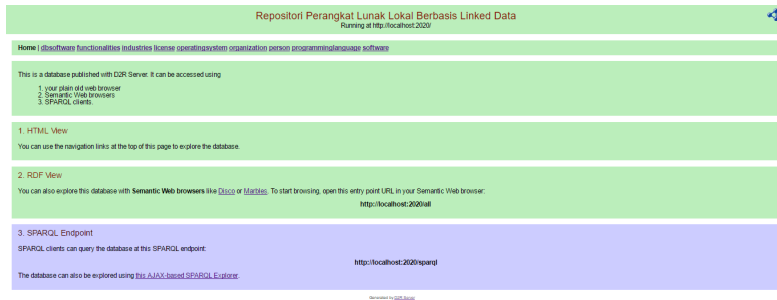 Repositori Perangkat Lunak Lokal Berbasis Linked Data
Running at http://localhost:2020/
Home | dbsoftware functionalities industries license operatingsystem organization person programminglanguage software
This is a database published with D2R Server. It can be accessed using
1. your plain old web browser
2. Semantic Web browsers
3. SPARQL clients.
1. HTML View
You can use the navigation links at the top of this page to explore the database.
2. RDF View
You can also explore this database with Semantic Web browsers like Disco or Marbles. To start browsing, open this entry point URL in your Semantic Web browser:
http://localhost:2020/all
3. SPARQL Endpoint
SPARQL clients can query the database at this SPARQL endpoint:
http://localhost:2020/sparql
The database can also be explored using this AJAX-based SPARQL Explorer.
Generated by D2R Server